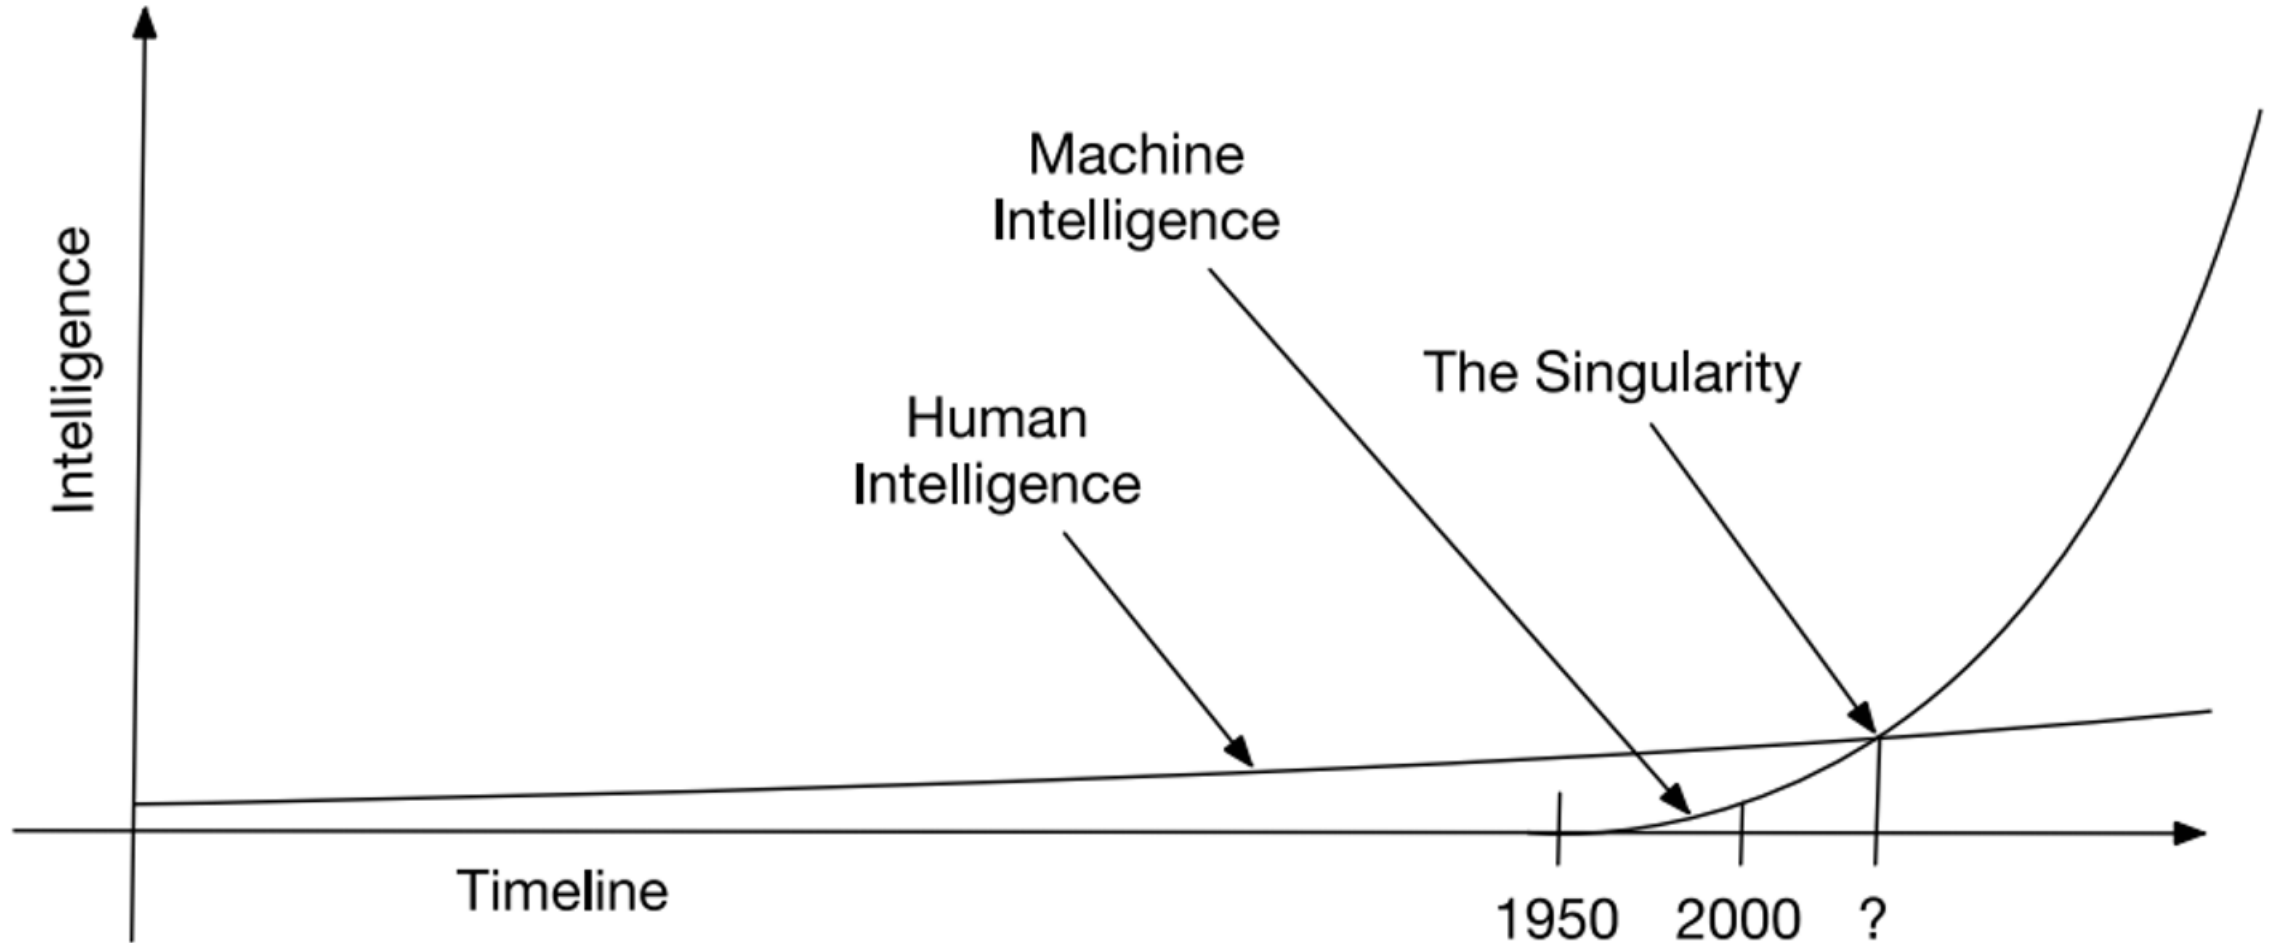 Machine
Intelligence
The Singularity
Human
Intelligence
Intelligence
Timeline
1950 2000 ?